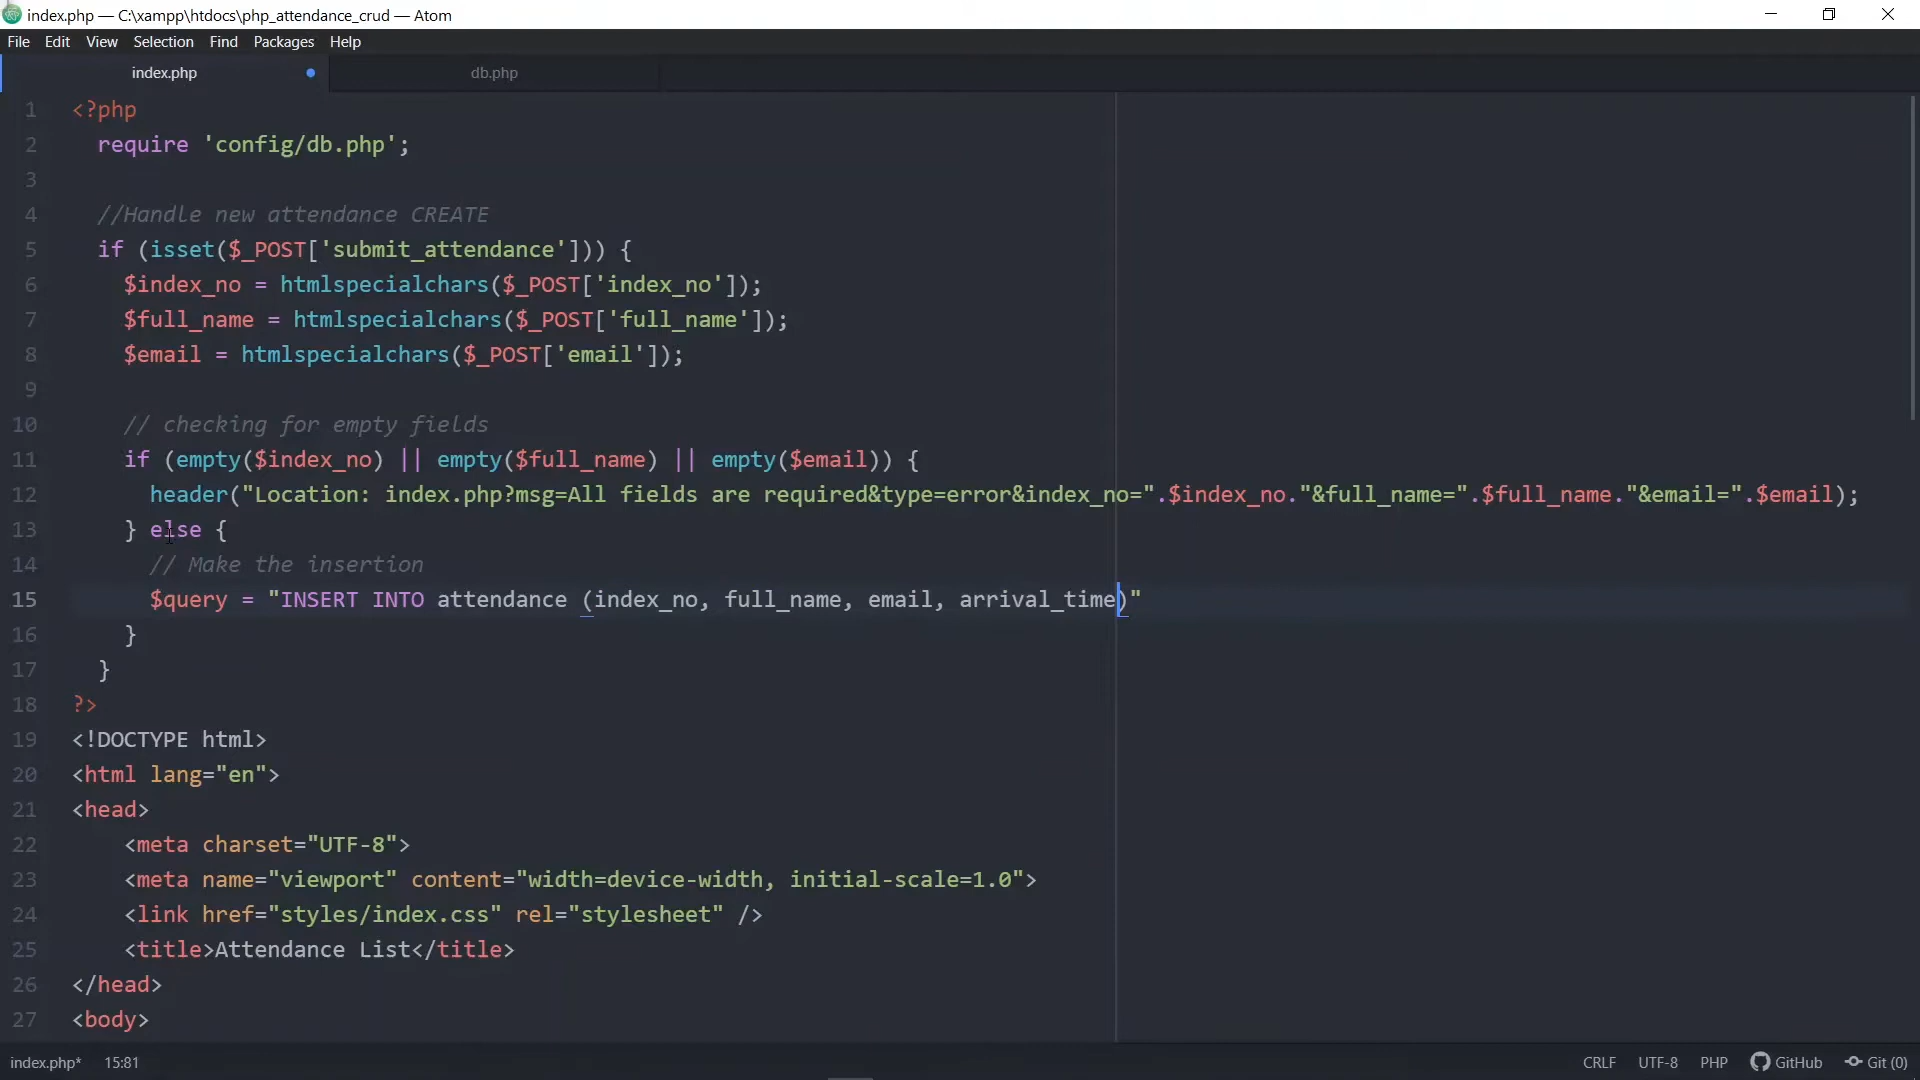 index.php — C:\xampp\htdocs\php_attendance_crud — Atom
File Edit View Selection Find Packages Help
index.php db.php
1 <?php
2 require 'config/db.php';
3
4 //Handle new attendance CREATE
5 if (isset($_POST['submit_attendance'])) {
6 $index_no = htmlspecialchars($_POST['index_no']);
7 $full_name = htmlspecialchars($_POST['full_name']);
8 $email = htmlspecialchars($_POST['email']);
9
10 // checking for empty fields
11 if (empty($index_no) || empty($full_name) || empty($email)) {
12 header("Location: index.php?msg=All fields are required&type=error&index_no=".$index_no."&full_name=".$full_name."&email=".$email);
13 } else {
14 // Make the insertion
15 $query = "INSERT INTO attendance (index_no, full_name, email, arrival_time)"
16 }
17 }
18 ?>
19 <!DOCTYPE html>
20 <html lang="en">
21 <head>
22 <meta charset="UTF-8">
23 <meta name="viewport" content="width=device-width, initial-scale=1.0">
24 <link href="styles/index.css" rel="stylesheet" />
25 <title>Attendance List</title>
26 </head>
27 <body>
index.php* 15:81 CRLF UTF-8 PHP GitHub Git (0)